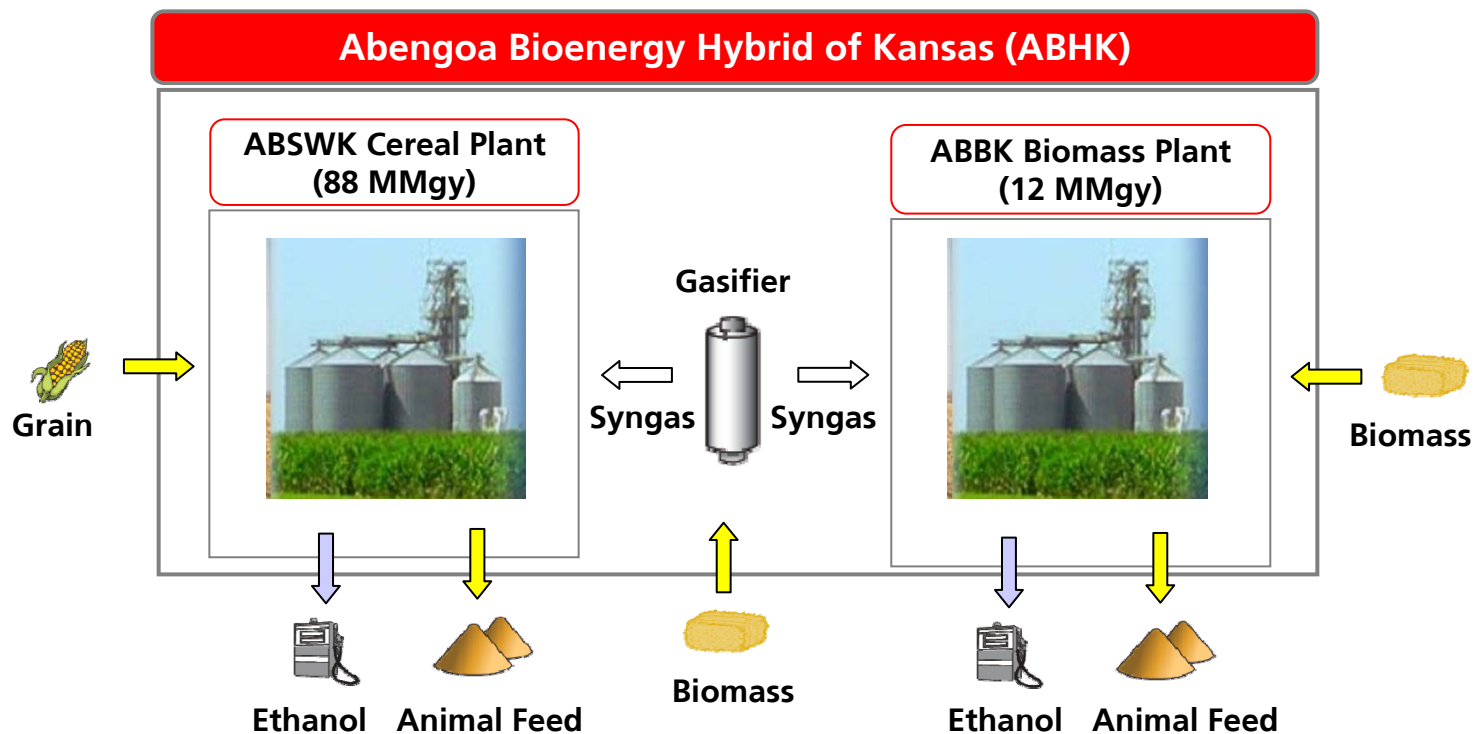 Abengoa Bioenergy Hybrid of Kansas (ABHK)
ABSWK Cereal Plant
(88 MMgy)
ABBK Biomass Plant
(12 MMgy)
Gasifier
Grain
Syngas
Syngas
Biomass
Biomass
Ethanol
Animal Feed
Ethanol
Animal Feed